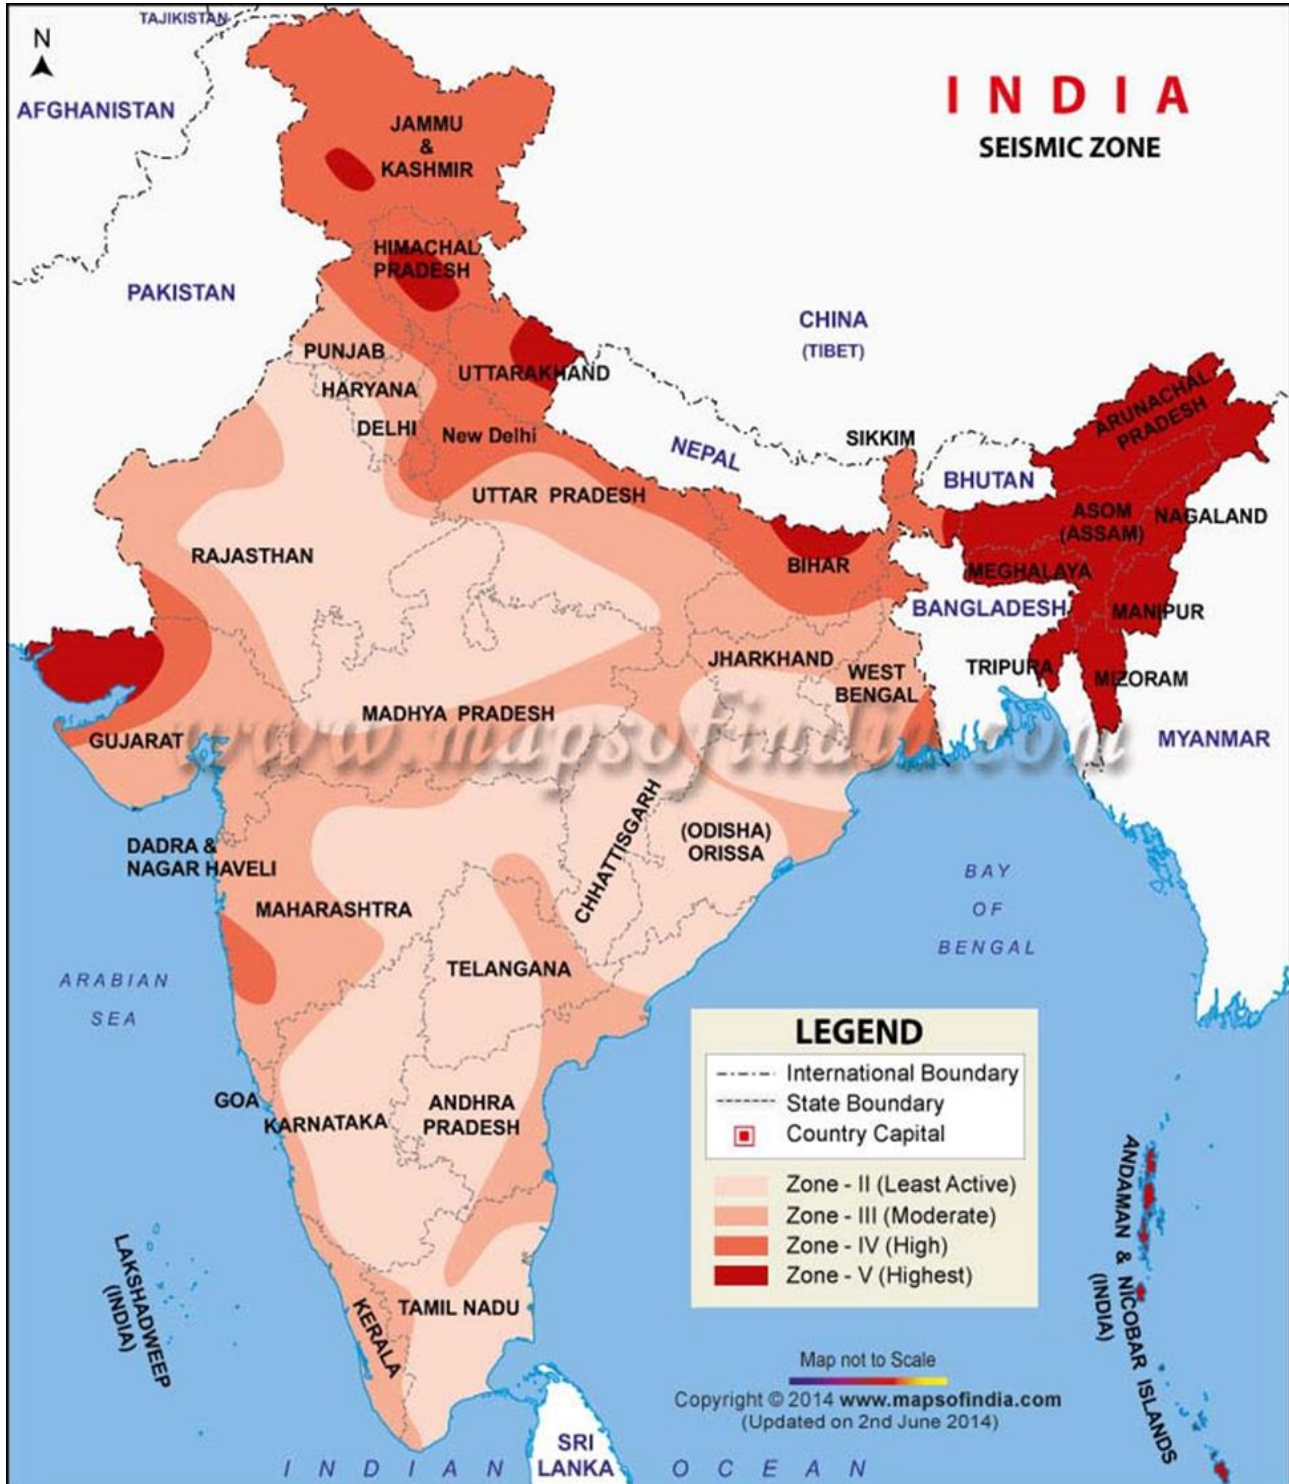 TAJIKISTAN
N
AFGHANISTAN
I N D I A
SEISMIC ZONE
JAMMU
&
KASHMIR
HIMACHAL
PRADESH
PAKISTAN
CHINA
(TIBET)
PUNJAB
UTTARAKHAND
HARYANA
DELHI
New Delhi
NEPAL
SIKKIM
ARUNACHAL
PRADESH
BHUTAN
UTTAR PRADESH
ASOM
(ASSAM)
NAGALAND
RAJASTHAN
BIHAR
MEGHALAYA
BANGLADESH
MANIPUR
JHARKHAND
WEST
BENGAL
TRIPURA
MIZORAM
MADHYA PRADESH
GUJARAT
www.mapsofindia.com
MYANMAR
CHHATTISGARH
(ODISHA)
ORISSA
DADRA &
NAGAR HAVELI
MAHARASHTRA
BAY
OF
BENGAL
TELANGANA
ARABIAN
SEA
LEGEND
International Boundary
State Boundary
Country Capital
Zone - II (Least Active)
Zone - III (Moderate)
Zone - IV (High)
Zone - V (Highest)
GOA
KARNATAKA
ANDHRA
PRADESH
ANDAMAN & NICOBAR ISLANDS
(INDIA)
LAKSHADWEEP
(INDIA)
KERALA
TAMIL NADU
Map not to Scale
Copyright © 2014 www.mapsofindia.com
(Updated on 2nd June 2014)
SRI
LANKA
I N D I A N O C E A N